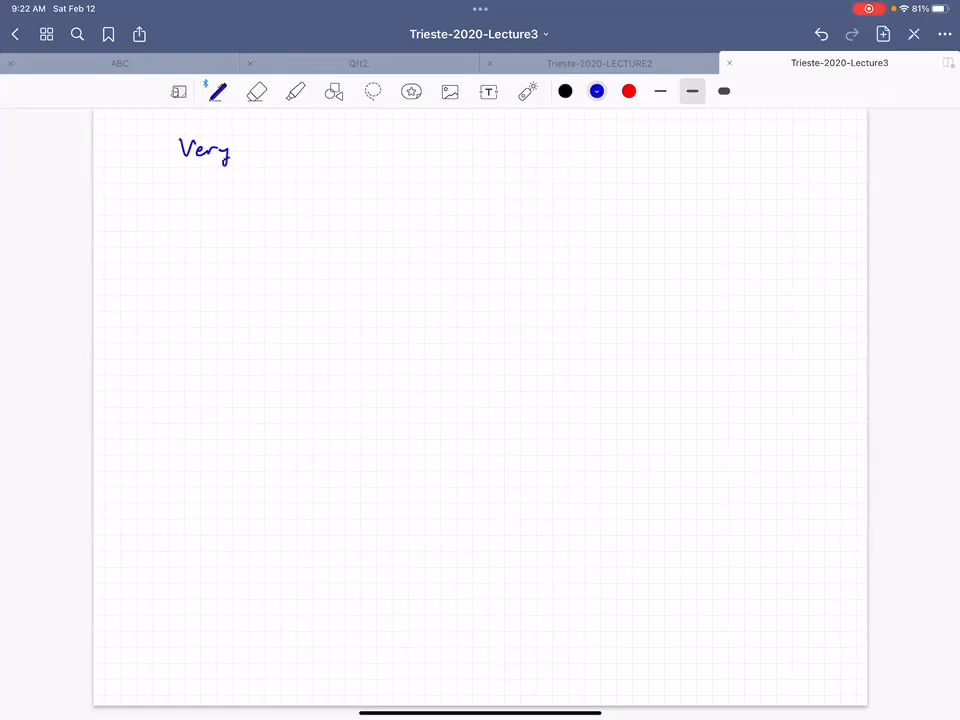 9:22 AM Sat Feb 12
81%
Trieste-2020-Lecture3
ABC
Qft2.
Trieste-2020-LECTURE2
Trieste-2020-Lecture3
T
Very